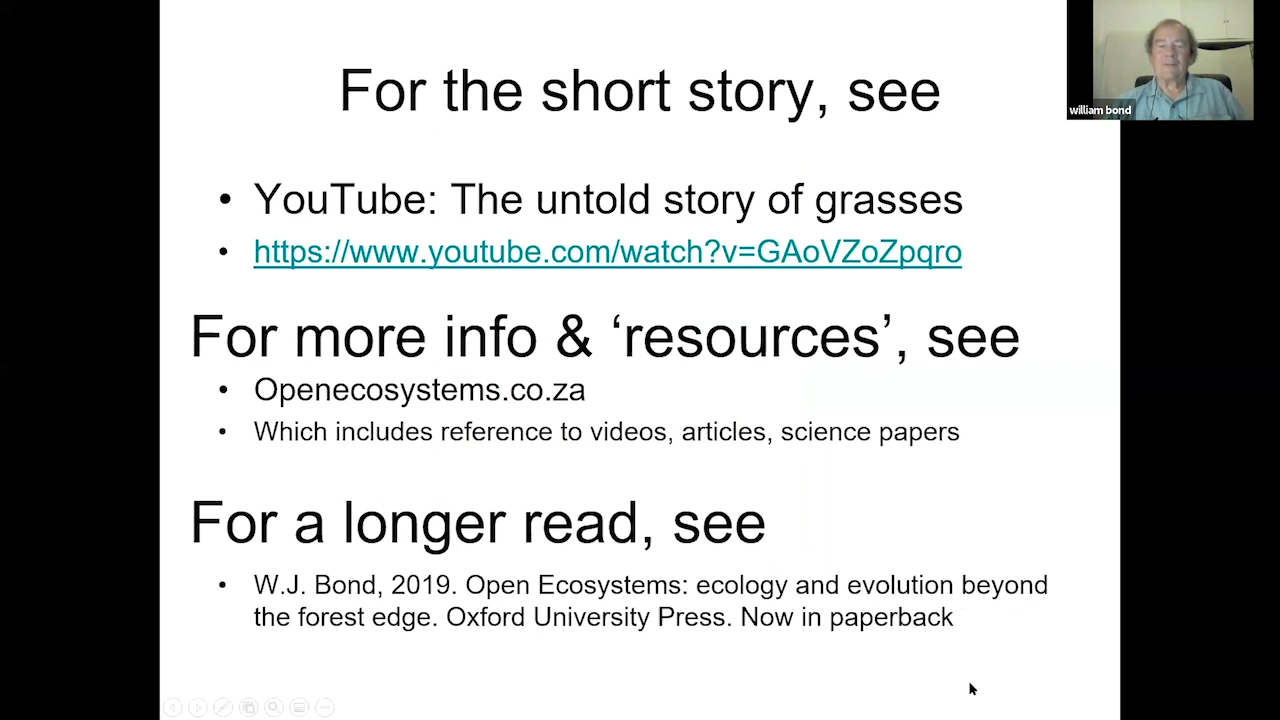 For the short story, see
william bond
• YouTube: The untold story of grasses
• https://www.youtube.com/watch?v=GAoVZoZpqro
For more info & ‘resources’, see
• Openecosystems.co.za
• Which includes reference to videos, articles, science papers
For a longer read, see
• W.J. Bond, 2019. Open Ecosystems: ecology and evolution beyond
the forest edge. Oxford University Press. Now in paperback